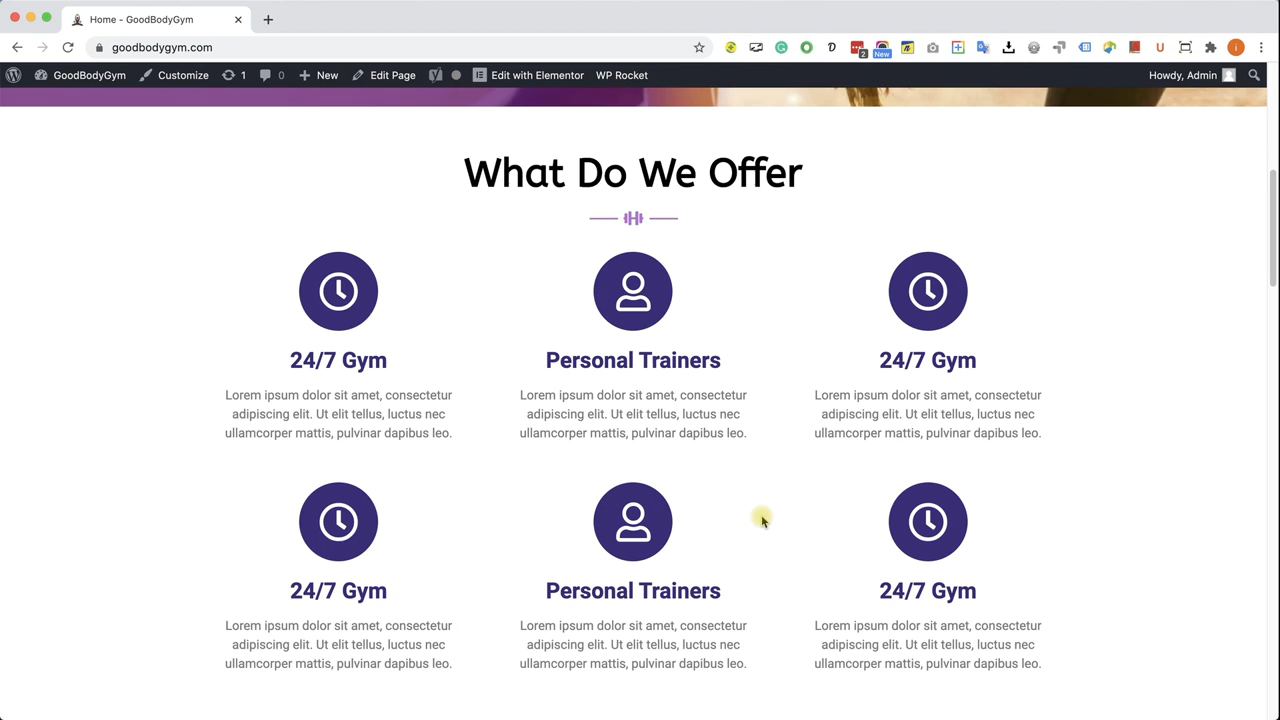 Home - GoodBodyGym
goodbodygym.com
2
New
i
GoodBodyGym Customize 1 0 New Edit Page Edit with Elementor WP Rocket Howdy, Admin
What Do We Offer
24/7 Gym
Lorem ipsum dolor sit amet, consectetur
adipiscing elit. Ut elit tellus, luctus nec
ullamcorper mattis, pulvinar dapibus leo.
Personal Trainers
Lorem ipsum dolor sit amet, consectetur
adipiscing elit. Ut elit tellus, luctus nec
ullamcorper mattis, pulvinar dapibus leo.
24/7 Gym
Lorem ipsum dolor sit amet, consectetur
adipiscing elit. Ut elit tellus, luctus nec
ullamcorper mattis, pulvinar dapibus leo.
24/7 Gym
Lorem ipsum dolor sit amet, consectetur
adipiscing elit. Ut elit tellus, luctus nec
ullamcorper mattis, pulvinar dapibus leo.
Personal Trainers
Lorem ipsum dolor sit amet, consectetur
adipiscing elit. Ut elit tellus, luctus nec
ullamcorper mattis, pulvinar dapibus leo.
24/7 Gym
Lorem ipsum dolor sit amet, consectetur
adipiscing elit. Ut elit tellus, luctus nec
ullamcorper mattis, pulvinar dapibus leo.